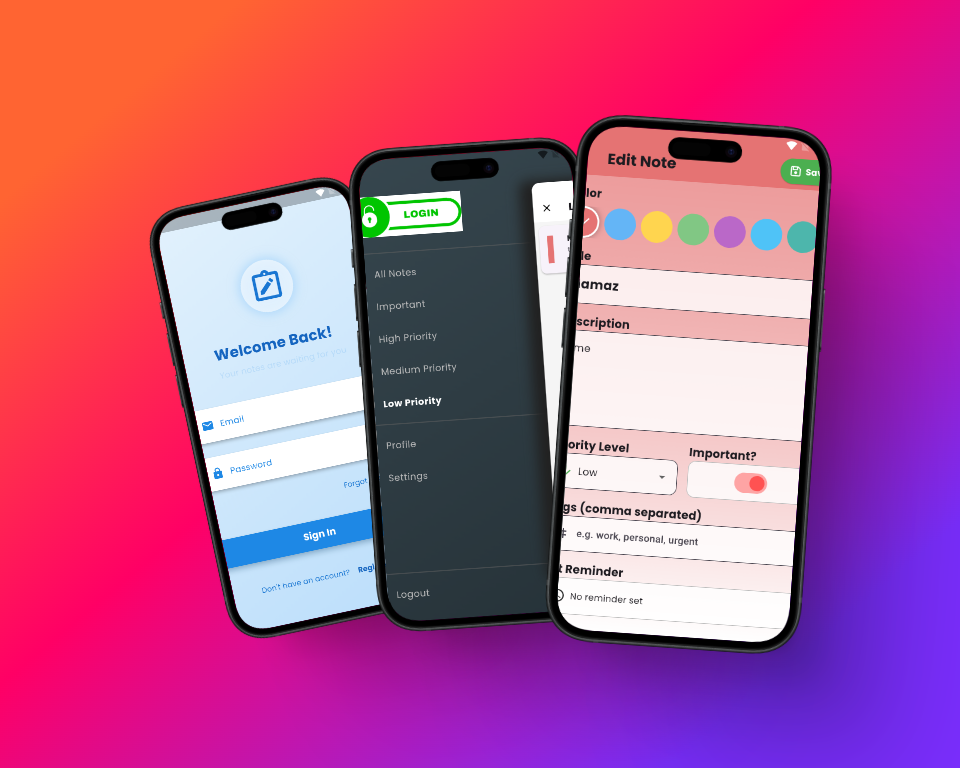 Welcome Back!
Your notes are waiting for you
Email
Password
Forgot
Sign In
Don't have an account?
LOGIN
All Notes
Important
High Priority
Medium Priority
Low Priority
Profile
Settings
Logout
Edit Note
Sav
lor
le
amaz
scription
me
ority Level
Important?
Low
gs (comma separated)
e.g. work, personal, urgent
t Reminder
No reminder set